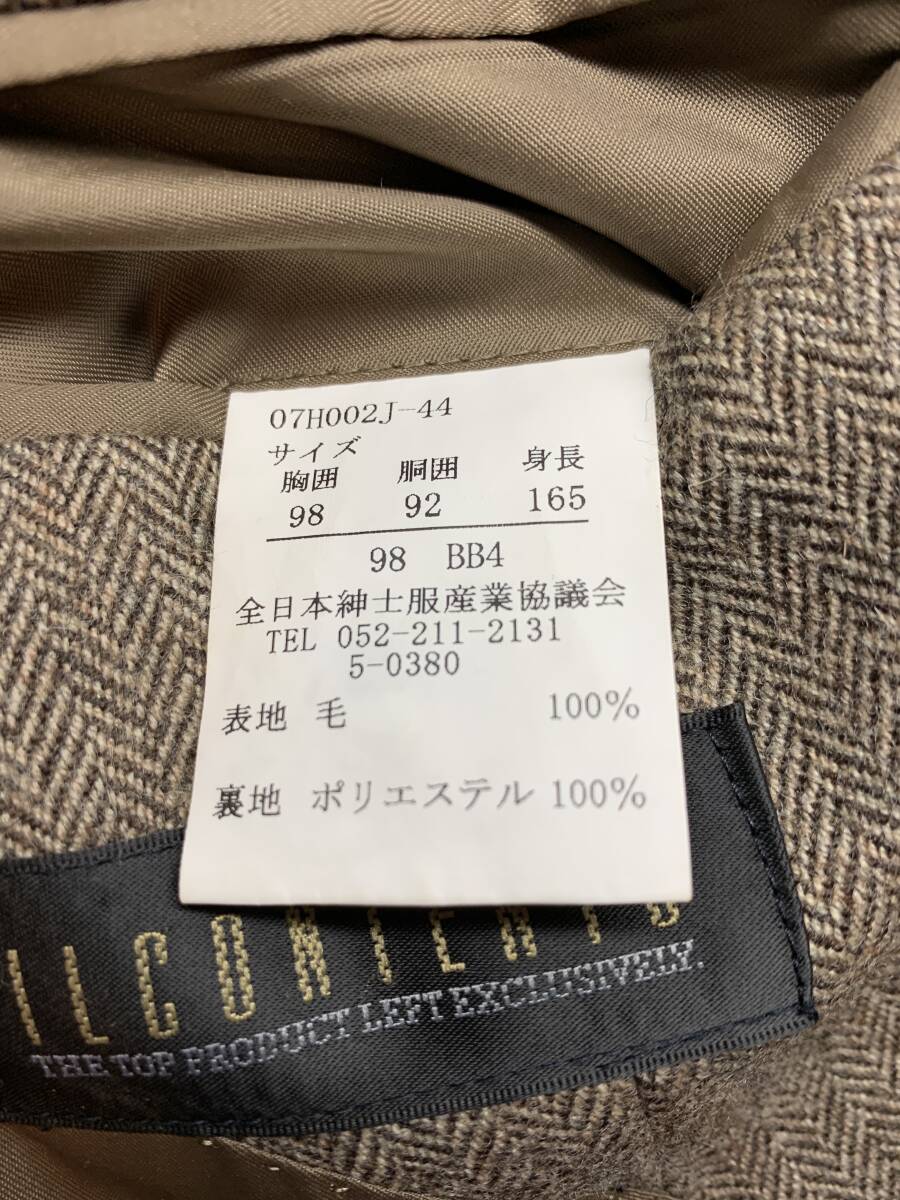 07H002J-44
サイズ
胸囲 胴囲 身長
98 92 165
98 BB4
全日本紳士服産業協議会
TEL 052-211-2131
5-0380
表地 毛 100%
裏地 ポリエステル 100%
ILCONTENTO
THE TOP PRODUCT LEFT EXCLUSIVELY.